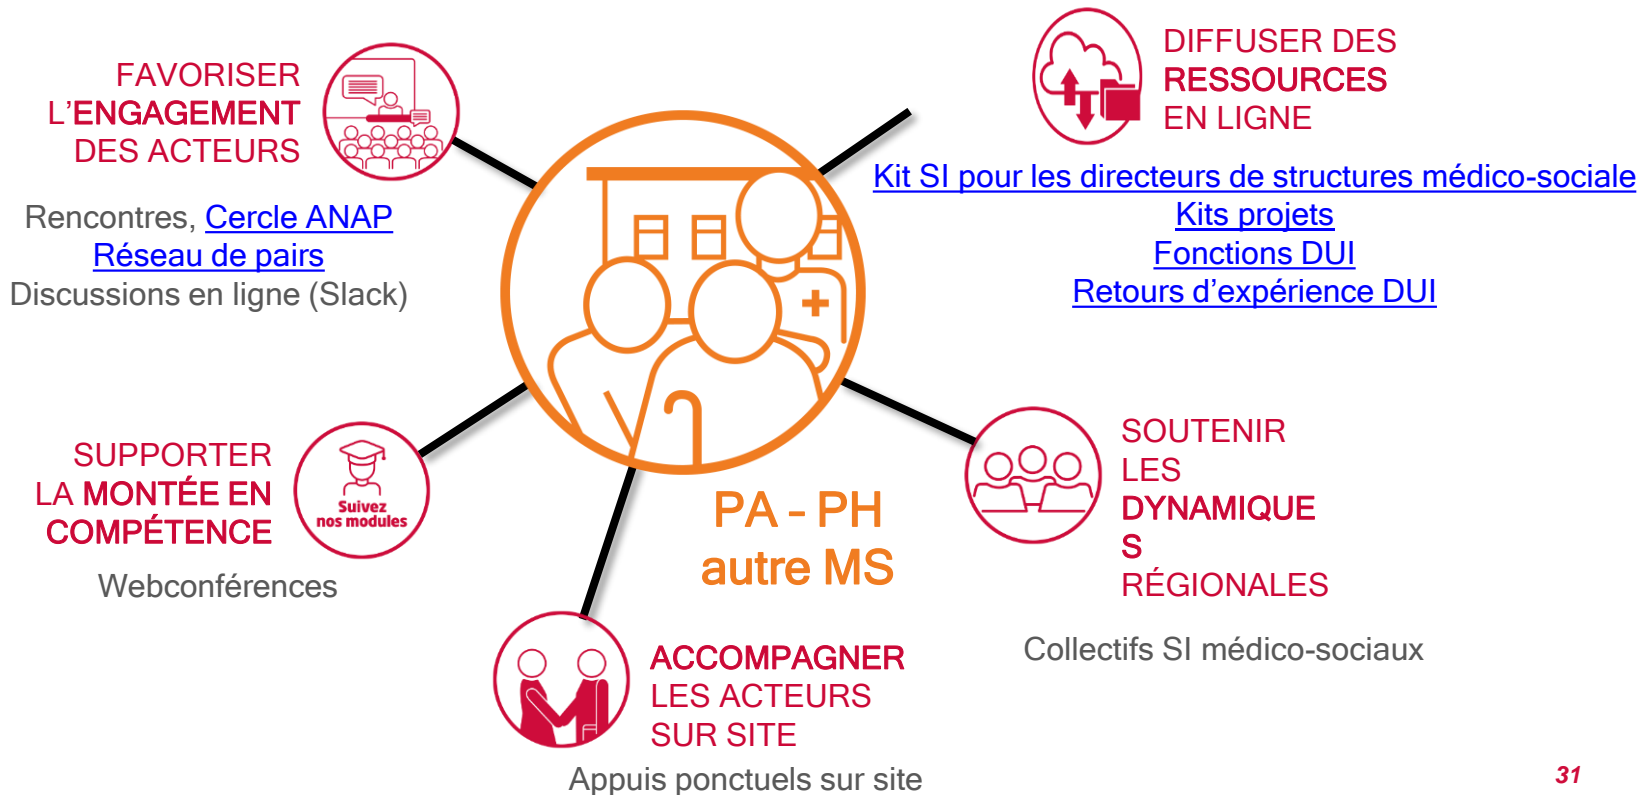 FAVORISER
L’ENGAGEMENT
DES ACTEURS
Rencontres, Cercle ANAP
Réseau de pairs
Discussions en ligne (Slack)
DIFFUSER DES
RESSOURCES
EN LIGNE
Kit SI pour les directeurs de structures médico-sociale
Kits projets
Fonctions DUI
Retours d’expérience DUI
SUPPORTER
LA MONTÉE EN
COMPÉTENCE
Suivez
nos modules
Webconférences
PA – PH
autre MS
SOUTENIR
LES
DYNAMIQUE
S
RÉGIONALES
Collectifs SI médico-sociaux
ACCOMPAGNER
LES ACTEURS
SUR SITE
Appuis ponctuels sur site
31